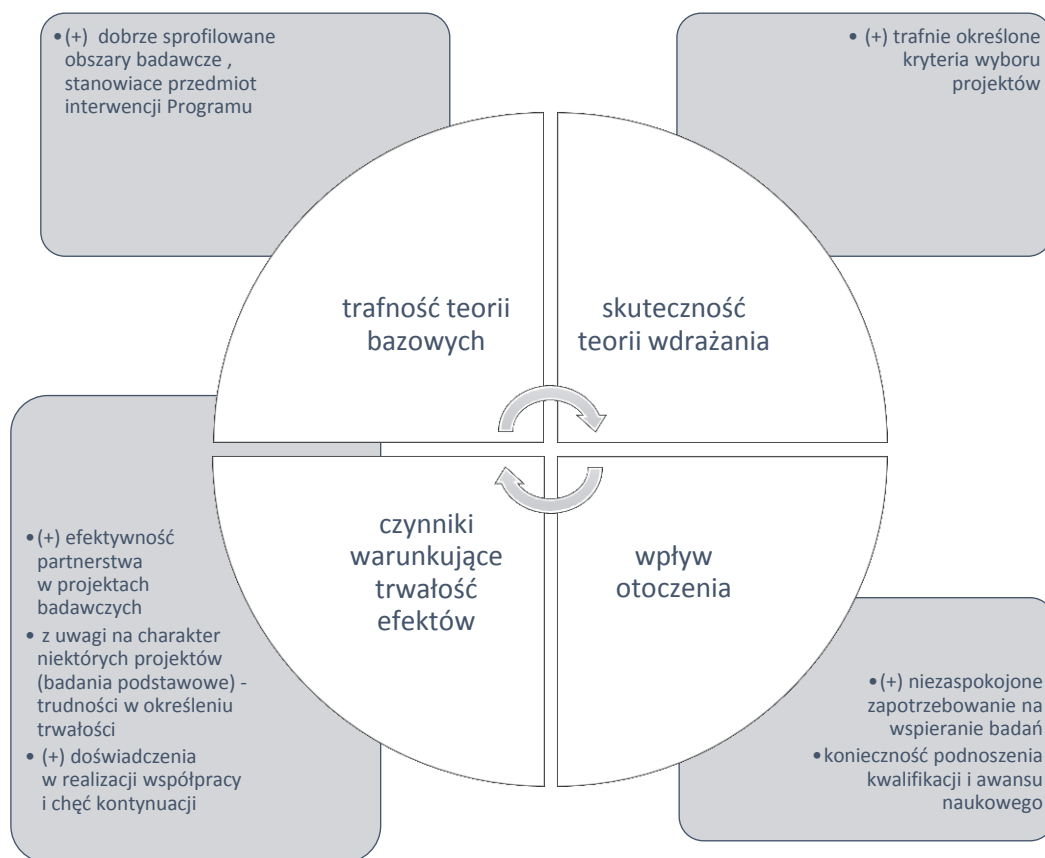 •(+) dobrze sprofilowane
obszary badawcze ,
stanowiace przedmiot
interwencji Programu
• (+) trafnie określone
kryteria wyboru
projektów
trafność teorii
bazowych
skuteczność
teorii wdrażania
czynniki
warunkujące
trwałość
efektów
wpływ
otoczenia
•(+) efektywność
partnerstwa
w projektach
badawczych
• z uwagi na charakter
niektórych projektów
(badania podstawowe) -
trudności w określeniu
trwałości
• (+) doświadczenia
w realizacji współpracy
i chęć kontynuacji
•(+) niezaspokojone
zapotrzebowanie na
wspieranie badań
•konieczność podnoszenia
kwalifikacji i awansu
naukowego